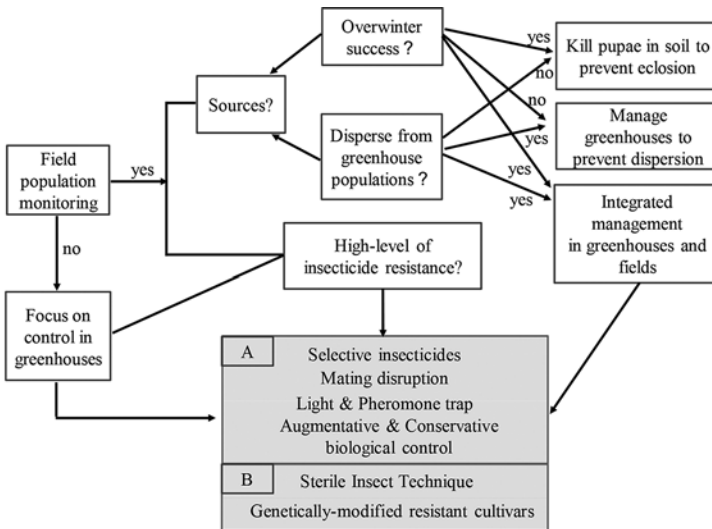 Overwinter
success ?
yes
Kill pupae in soil to
prevent eclosion
no
Sources?
no
Disperse from
greenhouse
populations ?
yes
Manage
greenhouses to
prevent dispersion
Field
population
monitoring
yes
yes
yes
Integrated
management
in greenhouses and
fields
no
High-level of
insecticide resistance?
Focus on
control in
greenhouses
A
Selective insecticides
Mating disruption
Light & Pheromone trap
Augmentative & Conservative
biological control
B
Sterile Insect Technique
Genetically-modified resistant cultivars